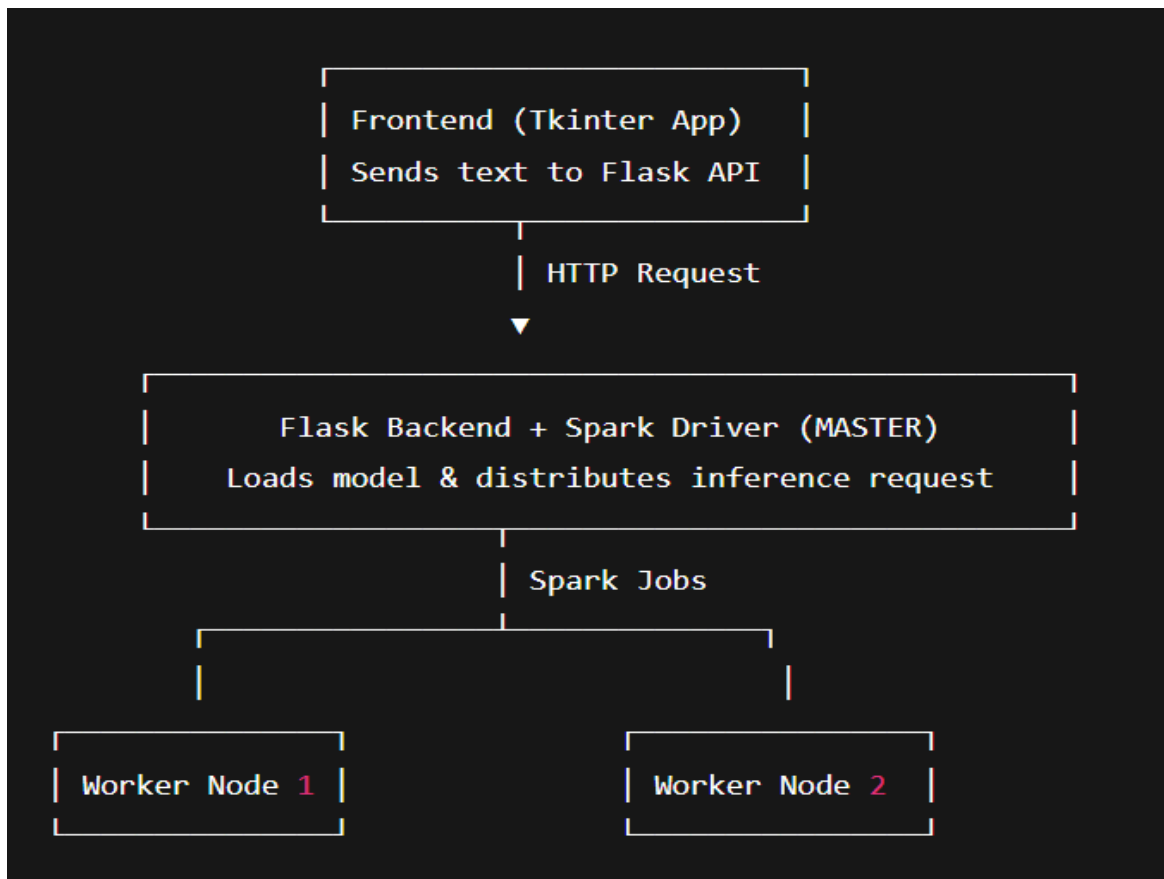 Frontend (Tkinter App)
Sends text to Flask API
HTTP Request
Flask Backend + Spark Driver (MASTER)
Loads model & distributes inference request
Spark Jobs
Worker Node 1
Worker Node 2